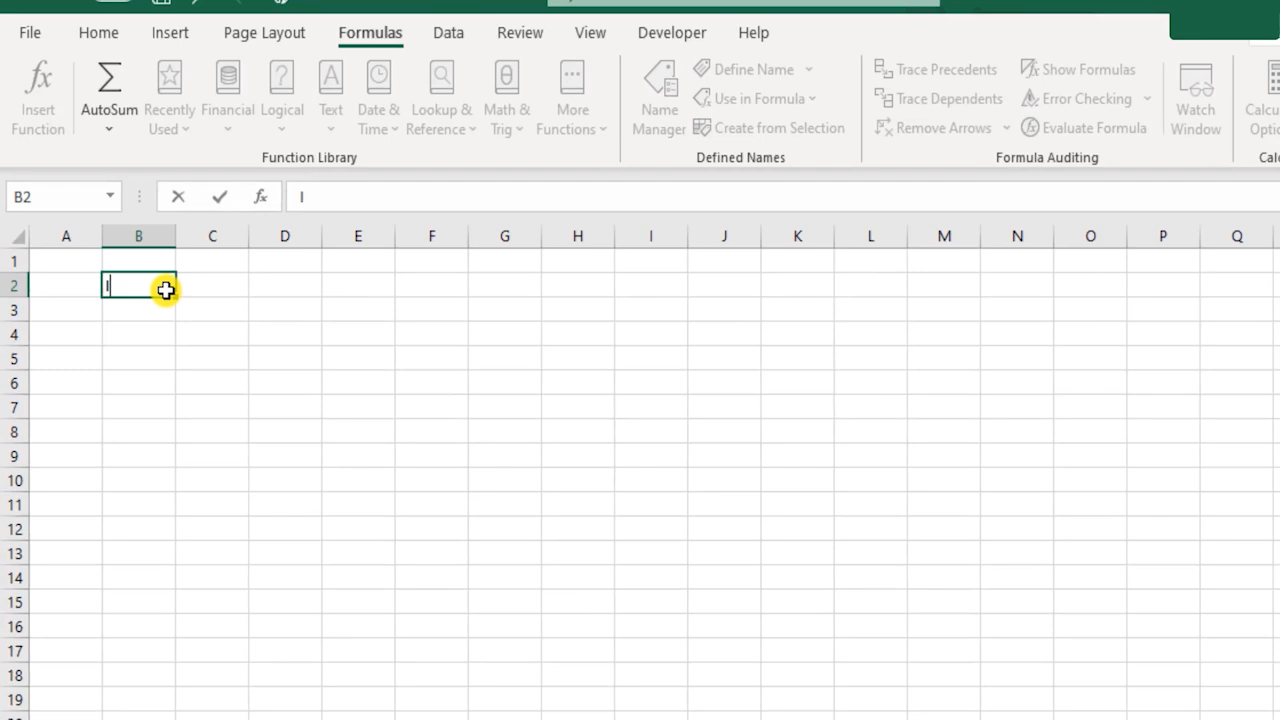 File Home Insert Page Layout Formulas Data Review View Developer Help
fx Σ ? A θ Define Name Trace Precedents fx Show Formulas
Insert AutoSum Recently Financial Logical Text Date & Lookup & Math & More Name Use in Formula Trace Dependents Error Checking Watch
Function Used Time Reference Trig Functions Manager Create from Selection Remove Arrows Evaluate Formula Window
Function Library Defined Names Formula Auditing
B2 fx I
A B C D E F G H I J K L M N O P Q
1
2 I
3
4
5
6
7
8
9
10
11
12
13
14
15
16
17
18
19